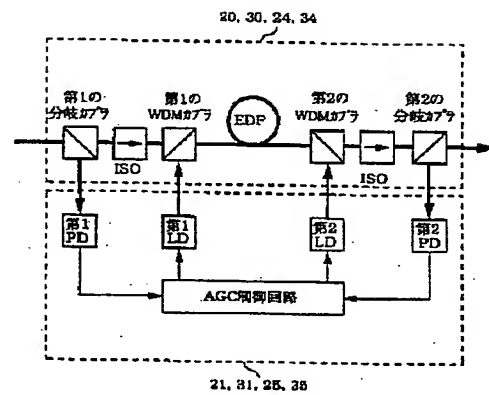 20, 30, 24, 34
第1の
分岐カプラ
第1の
WDMカプラ
EDF
第2の
WDMカプラ
第2の
分岐カプラ
ISO
ISO
第1
PD
第1
LD
第2
LD
第2
PD
AGC制御回路
21, 31, 25, 35